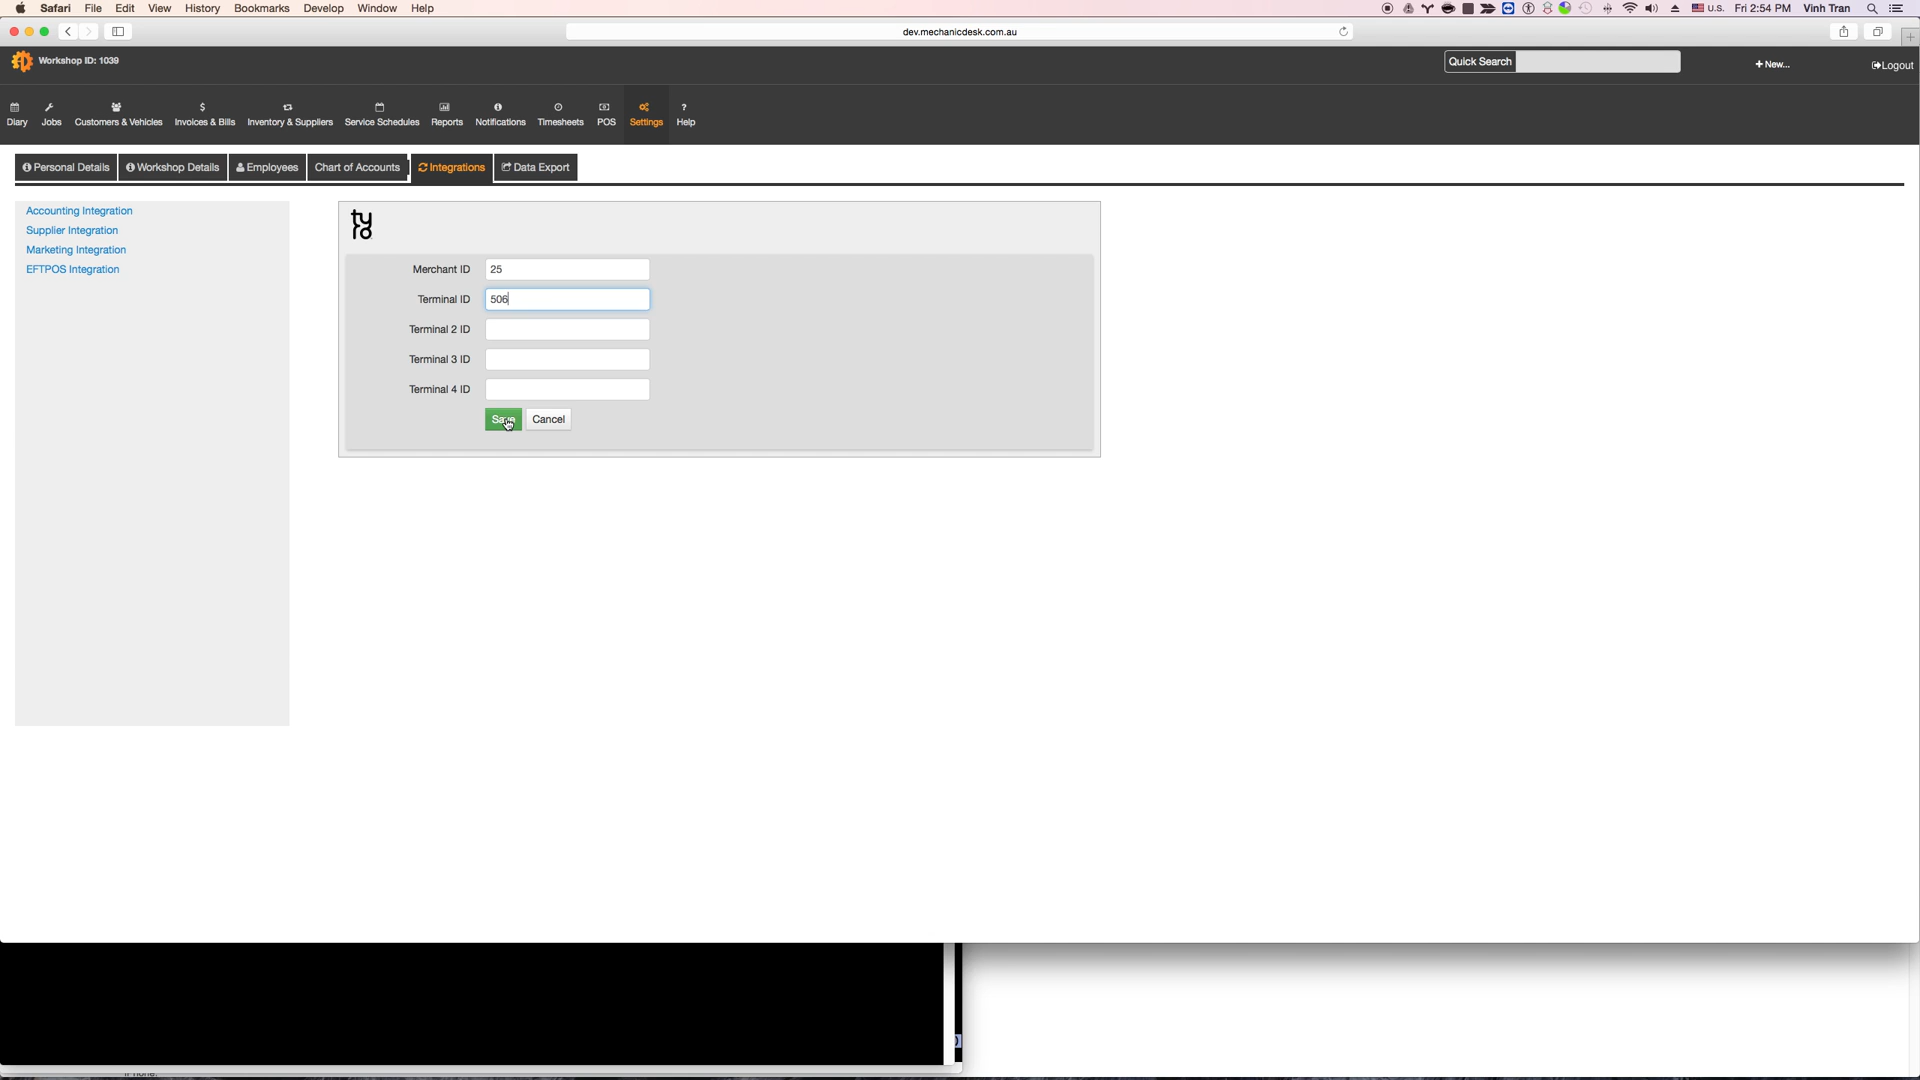 Safari File Edit View History Bookmarks Develop Window Help U.S. Fri 2:54 PM Vinh Tran
dev.mechanicdesk.com.au
Workshop ID: 1039 Quick Search New... Logout
Diary Jobs Customers & Vehicles Invoices & Bills Inventory & Suppliers Service Schedules Reports Notifications Timesheets POS Settings Help
Personal Details Workshop Details Employees Chart of Accounts Integrations Data Export
Accounting Integration
Supplier Integration
Marketing Integration
EFTPOS Integration
tyro
Merchant ID 25
Terminal ID 506
Terminal 2 ID
Terminal 3 ID
Terminal 4 ID
Save Cancel